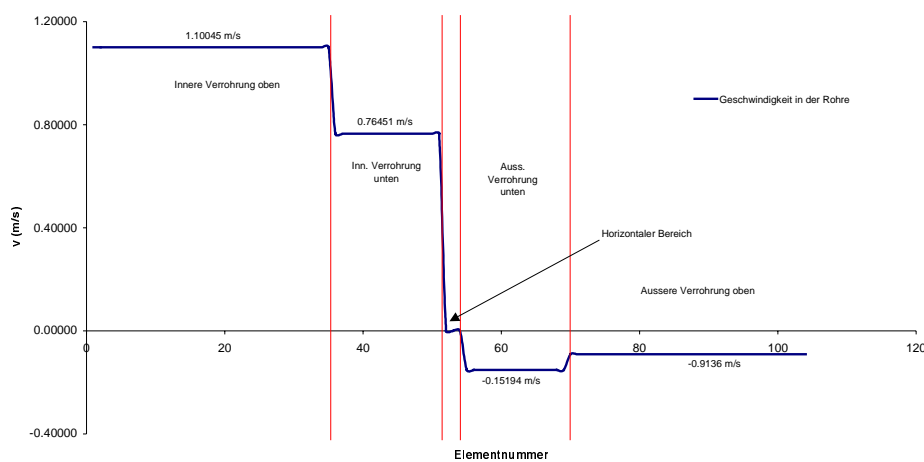 1.20000
1.10045 m/s
Innere Verrohrung oben
Geschwindigkeit in der Rohre
0.80000
0.76451 m/s
Inn. Verrohrung
unten
Auss.
Verrohrung
unten
v (m/s)
0.40000
Horizontaler Bereich
Aussere Verrohrung oben
0.00000
0
20
40
60
80
100
120
-0.15194 m/s
-0.9136 m/s
-0.40000
Elementnummer